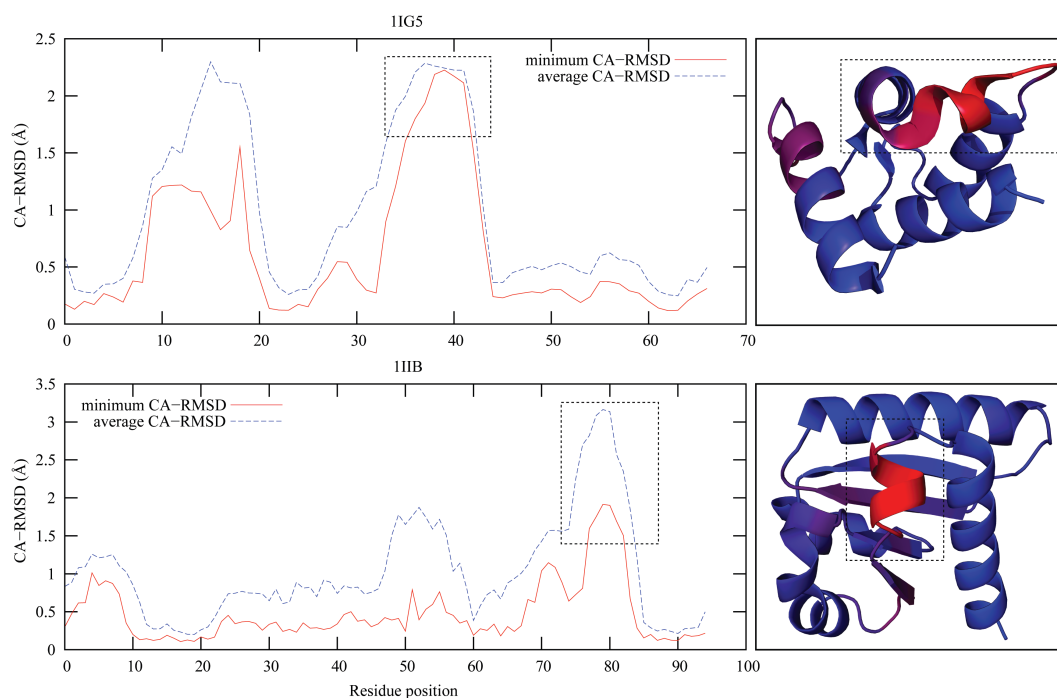 1IG5
CA−RMSD (Å)
2.5
2
1.5
1
0.5
0
minimum CA−RMSD
average CA−RMSD
0 10 20 30 40 50 60 70
1IIB
CA−RMSD (Å)
3.5
3
2.5
2
1.5
1
0.5
0
minimum CA−RMSD
average CA−RMSD
0 10 20 30 40 50 60 70 80 90 100
Residue position